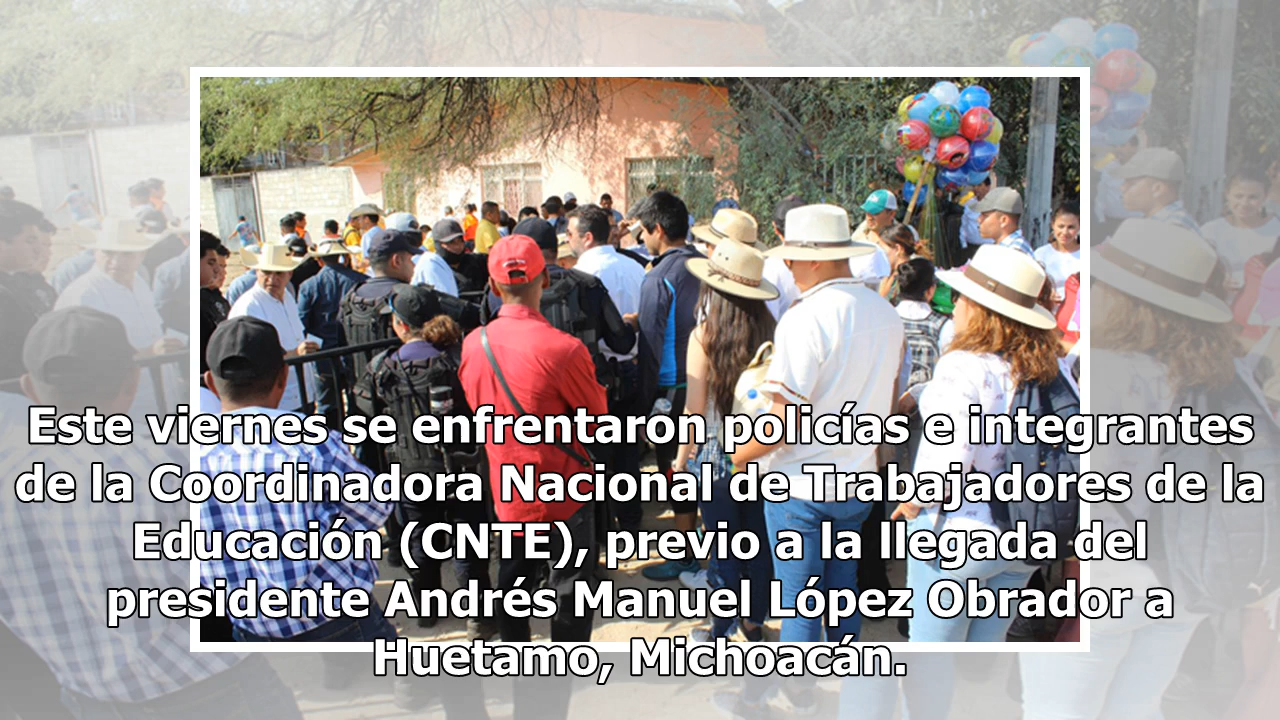 Este viernes se enfrentaron policías e integrantes
de la Coordinadora Nacional de Trabajadores de la
Educación (CNTE), previo a la llegada del
presidente Andrés Manuel López Obrador a
Huetamo, Michoacán.